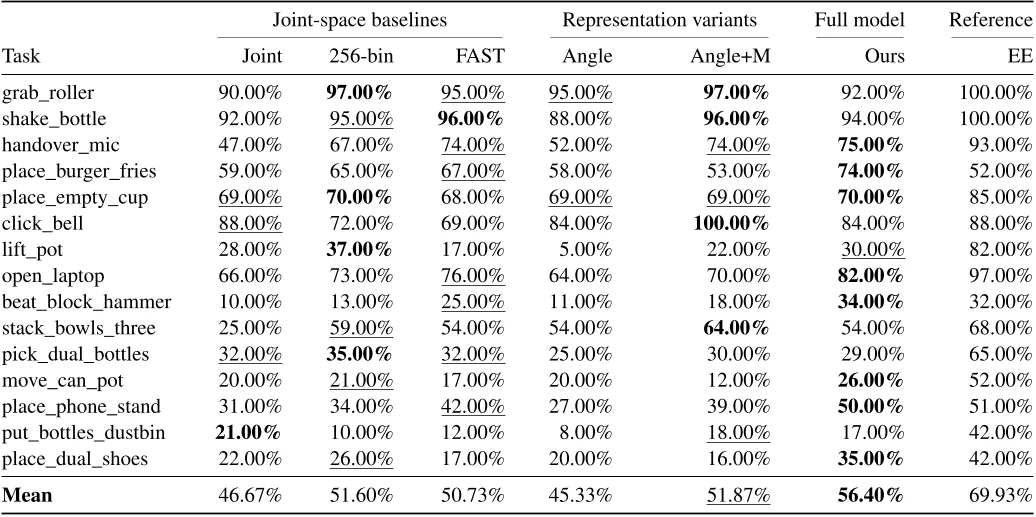 Joint-space baselines Representation variants Full model Reference
Task Joint 256-bin FAST Angle Angle+M Ours EE
grab_roller 90.00% 97.00% 95.00% 95.00% 97.00% 92.00% 100.00%
shake_bottle 92.00% 95.00% 96.00% 88.00% 96.00% 94.00% 100.00%
handover_mic 47.00% 67.00% 74.00% 52.00% 74.00% 75.00% 93.00%
place_burger_fries 59.00% 65.00% 67.00% 58.00% 53.00% 74.00% 52.00%
place_empty_cup 69.00% 70.00% 68.00% 69.00% 69.00% 70.00% 85.00%
click_bell 88.00% 72.00% 69.00% 84.00% 100.00% 84.00% 88.00%
lift_pot 28.00% 37.00% 17.00% 5.00% 22.00% 30.00% 82.00%
open_laptop 66.00% 73.00% 76.00% 64.00% 70.00% 82.00% 97.00%
beat_block_hammer 10.00% 13.00% 25.00% 11.00% 18.00% 34.00% 32.00%
stack_bowls_three 25.00% 59.00% 54.00% 54.00% 64.00% 54.00% 68.00%
pick_dual_bottles 32.00% 35.00% 32.00% 25.00% 30.00% 29.00% 65.00%
move_can_pot 20.00% 21.00% 17.00% 20.00% 12.00% 26.00% 52.00%
place_phone_stand 31.00% 34.00% 42.00% 27.00% 39.00% 50.00% 51.00%
put_bottles_dustbin 21.00% 10.00% 12.00% 8.00% 18.00% 17.00% 42.00%
place_dual_shoes 22.00% 26.00% 17.00% 20.00% 16.00% 35.00% 42.00%
Mean 46.67% 51.60% 50.73% 45.33% 51.87% 56.40% 69.93%